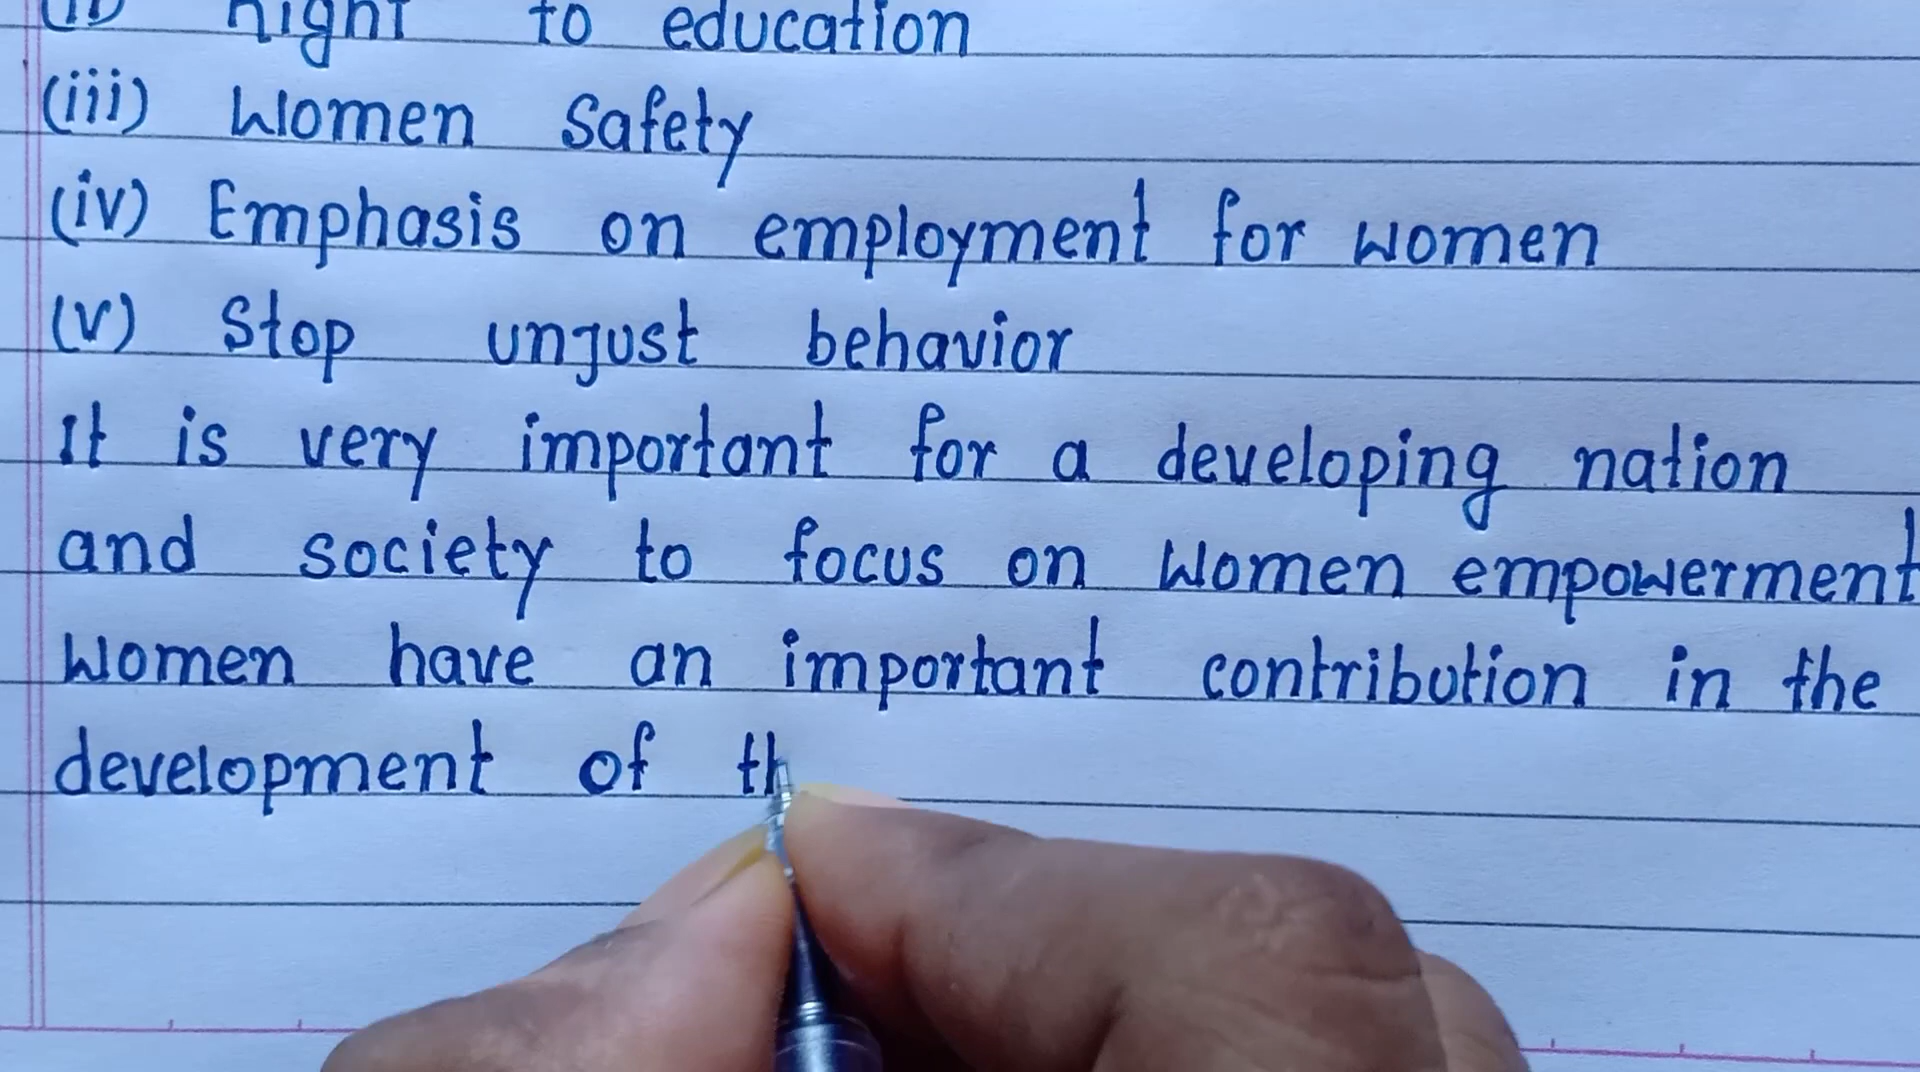 (ii) Right to education
(iii) Women Safety
(iv) Emphasis on employment for women
(v) Stop unjust behavior
It is very important for a developing nation
and society to focus on women empowerment
Women have an important contribution in the
development of th